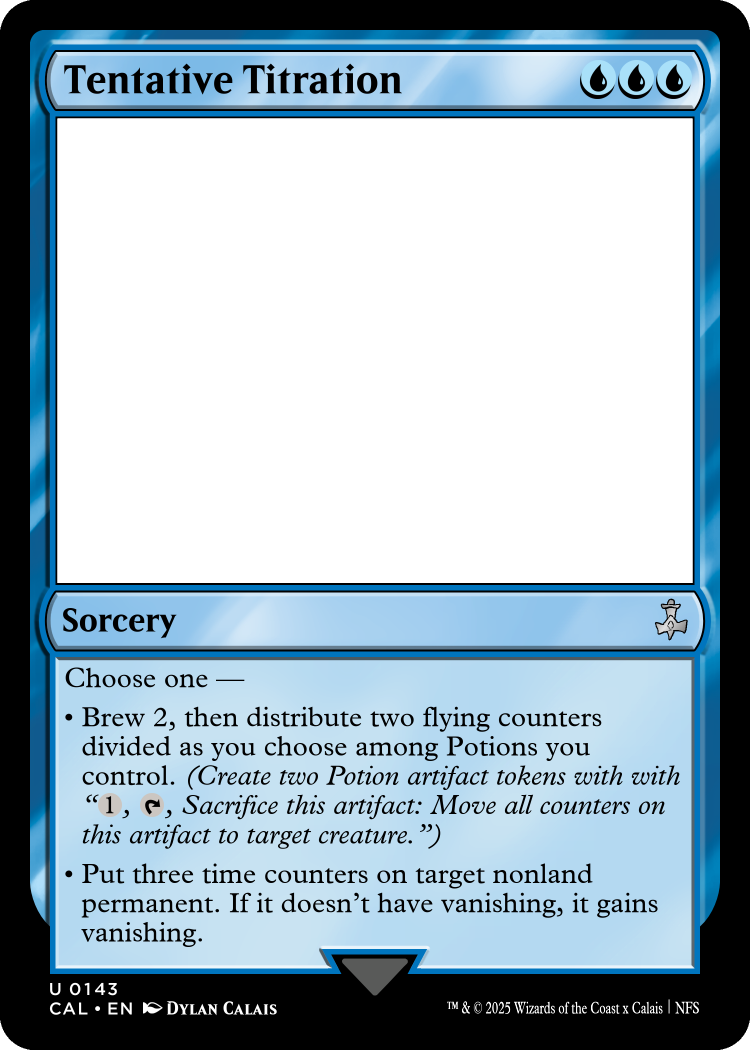 Tentative Titration
Sorcery
Choose one —
• Brew 2, then distribute two flying counters
divided as you choose among Potions you
control. (Create two Potion artifact tokens with with
“1, , Sacrifice this artifact: Move all counters on
this artifact to target creature.”)
• Put three time counters on target nonland
permanent. If it doesn’t have vanishing, it gains
vanishing.
U 0143
CAL • EN Dylan Calais
™ & © 2025 Wizards of the Coast x Calais | NFS